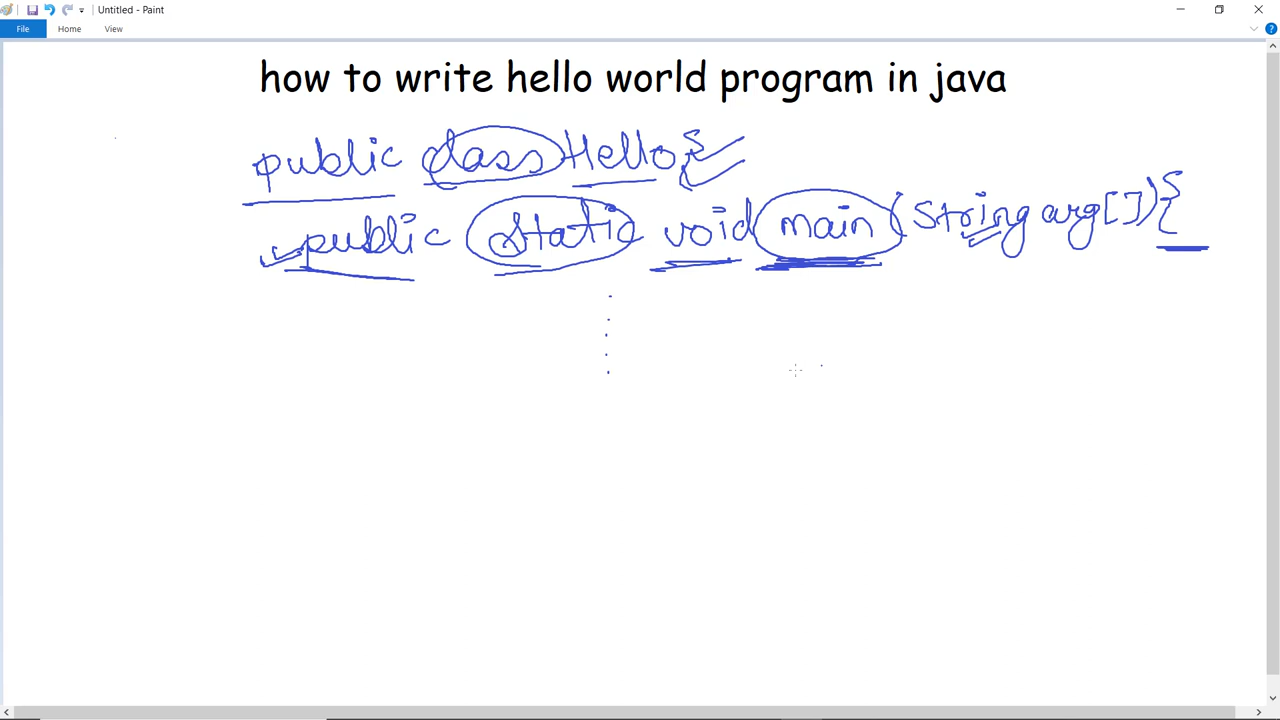 Untitled - Paint
File Home View
how to write hello world program in java
public class Hello{
public static void main (String arg[]){